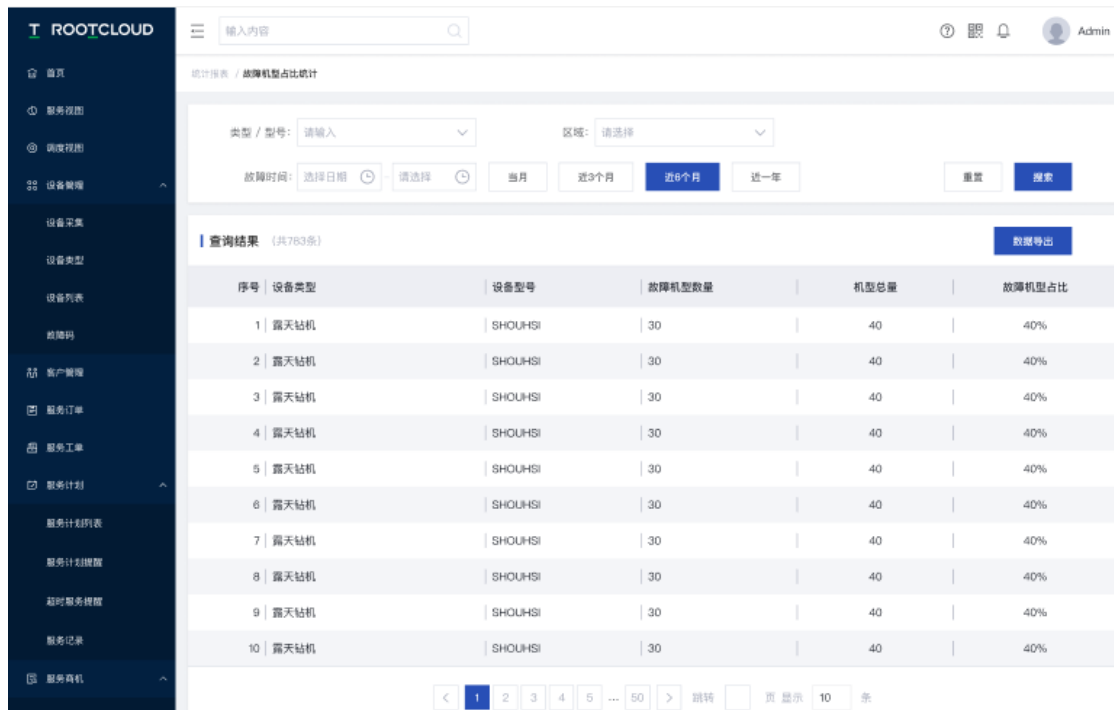 ROOTCLOUD
输入内容
Admin
首页
服务视图
调度视图
设备管理
设备采集
设备类型
设备列表
故障码
客户管理
服务订单
服务工单
服务计划
服务计划列表
服务计划提醒
超时服务提醒
服务记录
服务商机
统计报表 / 故障机型占比统计
类型 / 型号： 请输入 区域： 请选择
故障时间： 选择日期 - 请选择 当月 近3个月 近6个月 近一年 重置 搜索
查询结果 (共783条) 数据导出
序号 设备类型 设备型号 故障机型数量 机型总量 故障机型占比
1 露天钻机 SHOUHSI 30 40 40%
2 露天钻机 SHOUHSI 30 40 40%
3 露天钻机 SHOUHSI 30 40 40%
4 露天钻机 SHOUHSI 30 40 40%
5 露天钻机 SHOUHSI 30 40 40%
6 露天钻机 SHOUHSI 30 40 40%
7 露天钻机 SHOUHSI 30 40 40%
8 露天钻机 SHOUHSI 30 40 40%
9 露天钻机 SHOUHSI 30 40 40%
10 露天钻机 SHOUHSI 30 40 40%
< 1 2 3 4 5 ... 50 > 跳转 页 显示 10 条